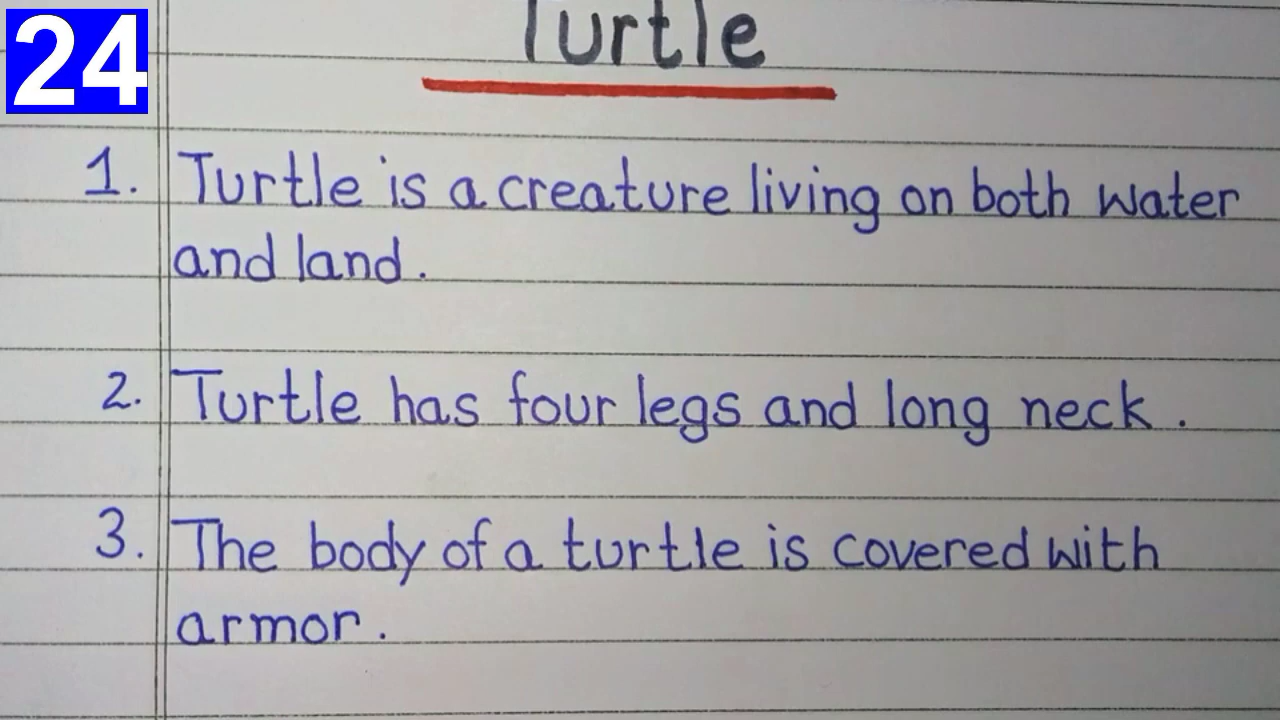 24
Turtle
1. Turtle is a creature living on both water
and land.
2. Turtle has four legs and long neck.
3. The body of a turtle is covered with
armor.